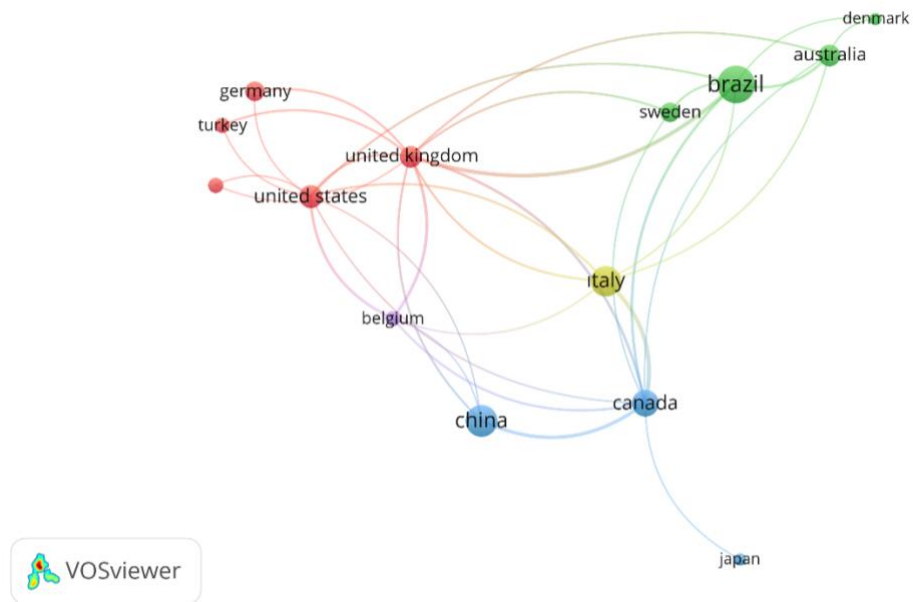 denmark
australia
brazil
germany
sweden
turkey
united kingdom
united states
italy
belgium
canada
china
japan
VOSviewer